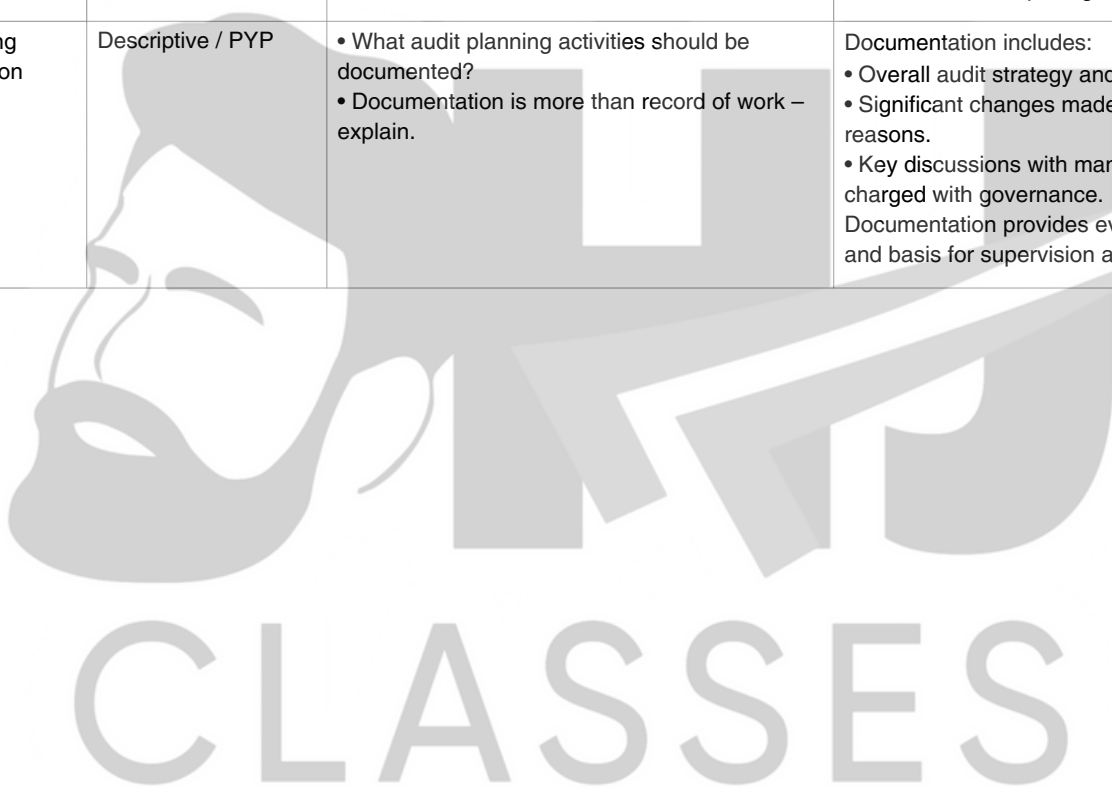 ng
on
Descriptive / PYP
• What audit planning activities should be
documented?
• Documentation is more than record of work –
explain.
Documentation includes:
• Overall audit strategy and
• Significant changes made
reasons.
• Key discussions with
charged with governance.
Documentation provides
and basis for supervision
CLASSES